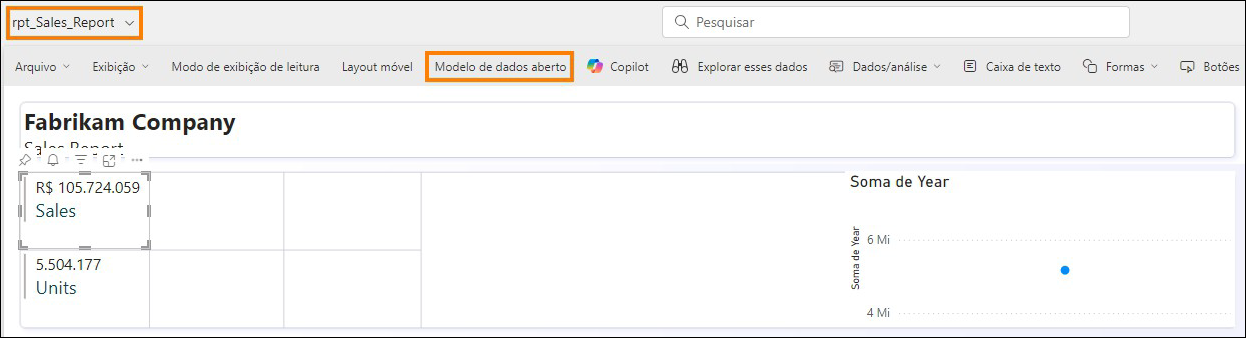 rpt_Sales_Report
Pesquisar
Arquivo Exibição Modo de exibição de leitura Layout móvel Modelo de dados aberto Copilot Explorar esses dados Dados/análise Caixa de texto Formas Botões
Fabrikam Company
Sales Report
R$ 105.724.059
Sales
5.504.177
Units
Soma de Year
Soma de Year
6 Mi
4 Mi